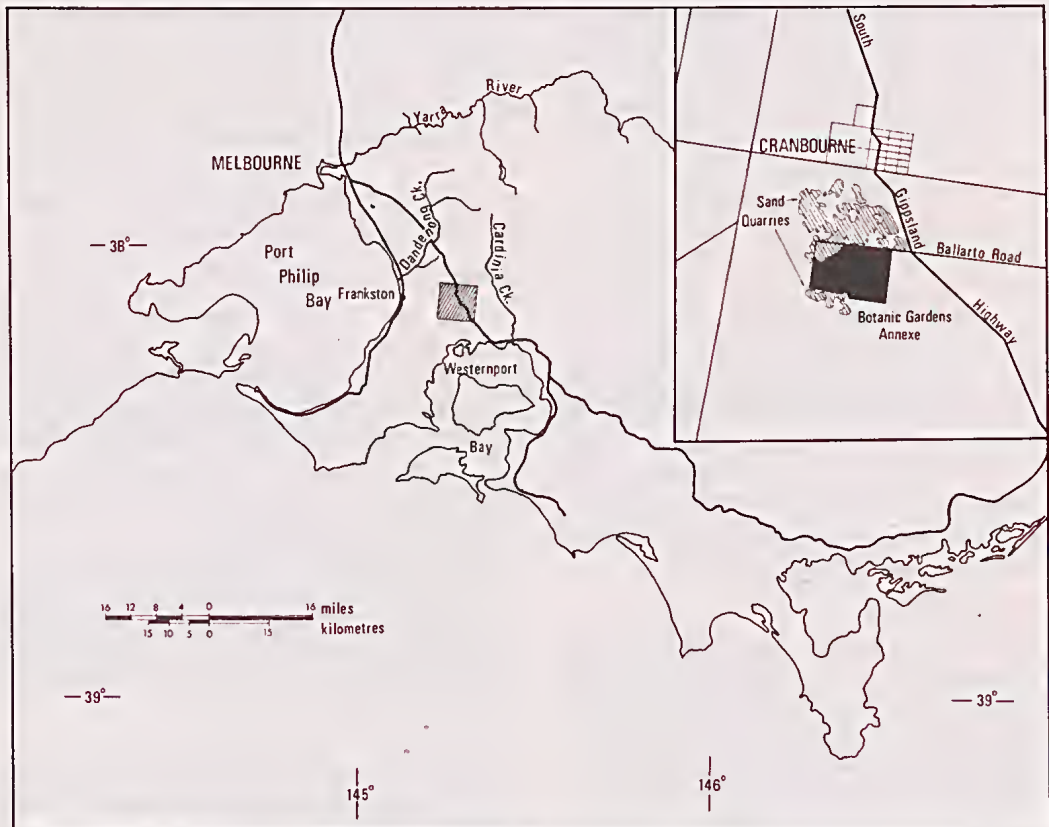 Yarra River
MELBOURNE
Dandenong Ck.
Cardinia Ck.
— 38°—
Port
Philip
Bay
Frankston
Westernport
Bay
South
CRANBOURNE
Sand
Quarries
Gippsland
Ballarto Road
Botanic Gardens
Annexe
Highway
16 12 8 4 0 16 miles
15 10 5 0 15 kilometres
— 39°—
— 39°—
145°
146°